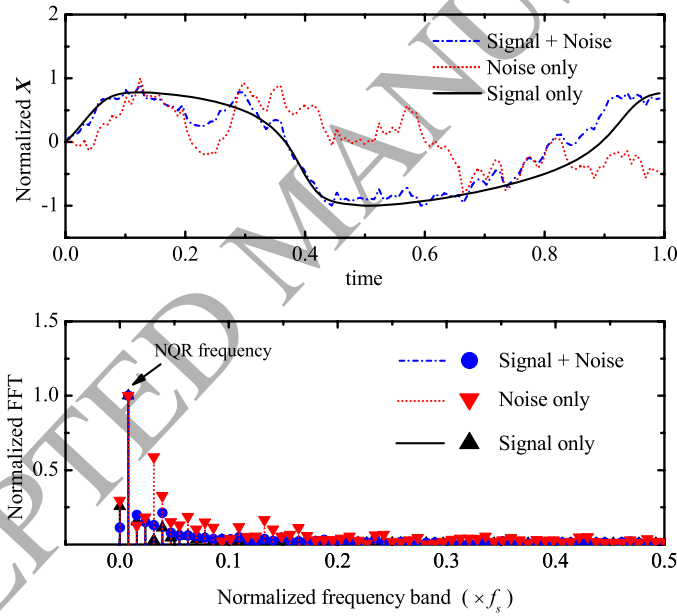 Normalized X
1
0
-1
Signal + Noise
Noise only
Signal only
0.0 0.2 0.4 0.6 0.8 1.0
time
Normalized FFT
1.5
1.0
0.5
NQR frequency
Signal + Noise
Noise only
Signal only
0.0 0.1 0.2 0.3 0.4 0.5
Normalized frequency band ( × fs )
EPTED MANU